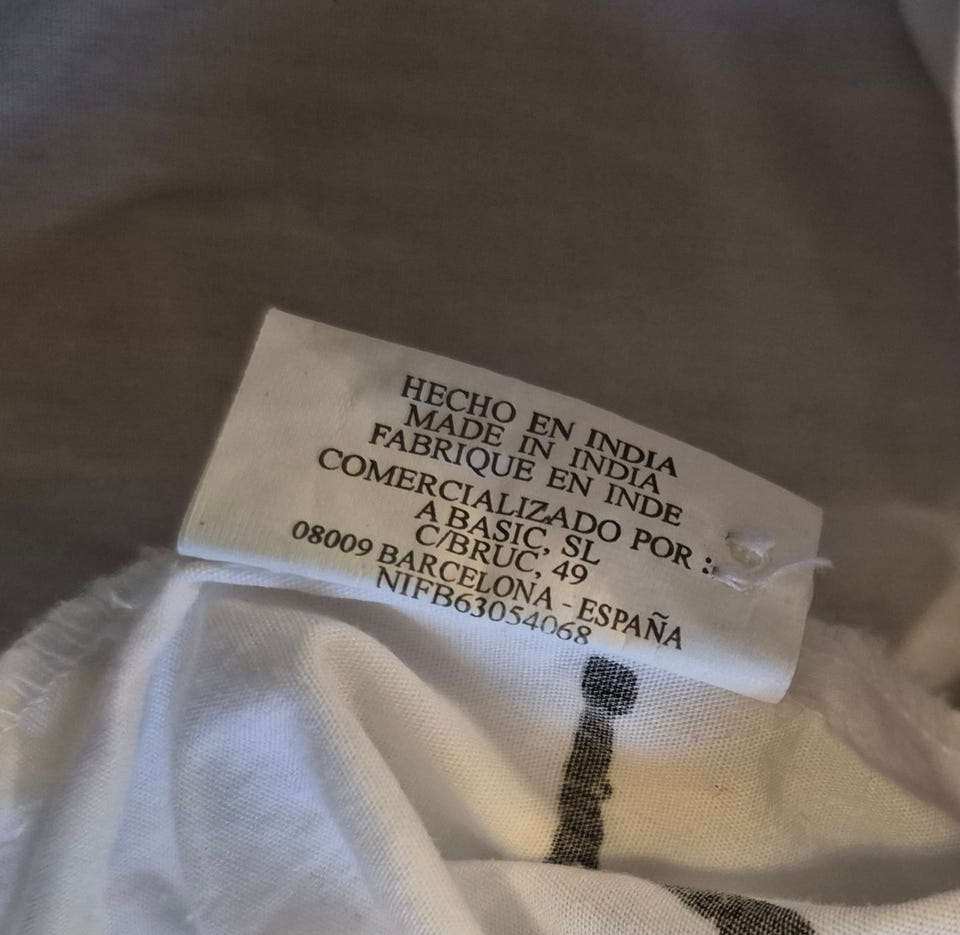 HECHO EN INDIA
MADE IN INDIA
FABRIQUE EN INDE
COMERCIALIZADO POR :
A BASIC, SL
C/BRUC, 49
08009 BARCELONA - ESPAÑA
NIFB63054068